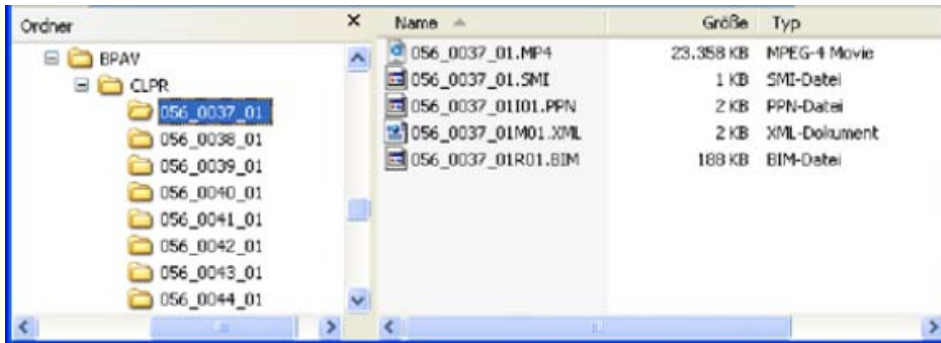 Ordner
BPAV
CLPR
056_0037_01
056_0038_01
056_0039_01
056_0040_01
056_0041_01
056_0042_01
056_0043_01
056_0044_01
Name Größe Typ
056_0037_01.MP4 23.358 KB MPEG-4 Movie
056_0037_01.SMI 1 KB SMI-Datei
056_0037_01I01.PPN 2 KB PPN-Datei
056_0037_01M01.XML 2 KB XML-Dokument
056_0037_01R01.BIM 188 KB BIM-Datei